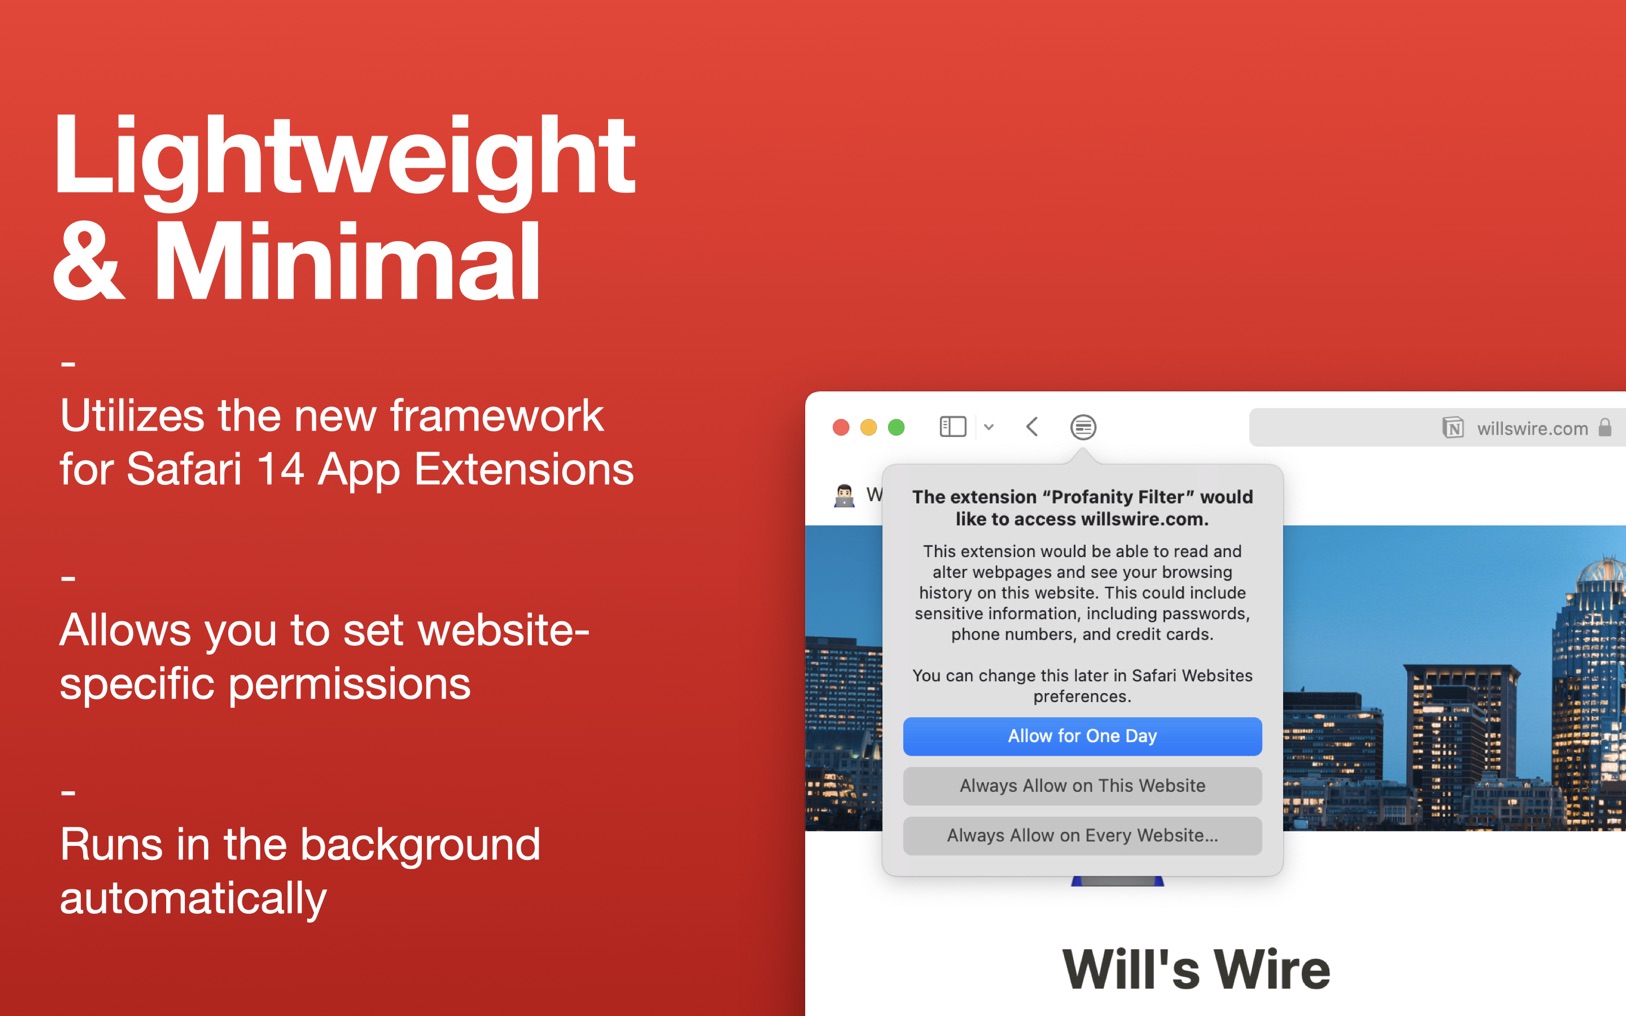 Lightweight
& Minimal
-
Utilizes the new framework
for Safari 14 App Extensions
-
Allows you to set website-
specific permissions
-
Runs in the background
automatically
willswire.com
W
The extension “Profanity Filter” would
like to access willswire.com.
This extension would be able to read and
alter webpages and see your browsing
history on this website. This could include
sensitive information, including passwords,
phone numbers, and credit cards.
You can change this later in Safari Websites
preferences.
Allow for One Day
Always Allow on This Website
Always Allow on Every Website...
Will's Wire